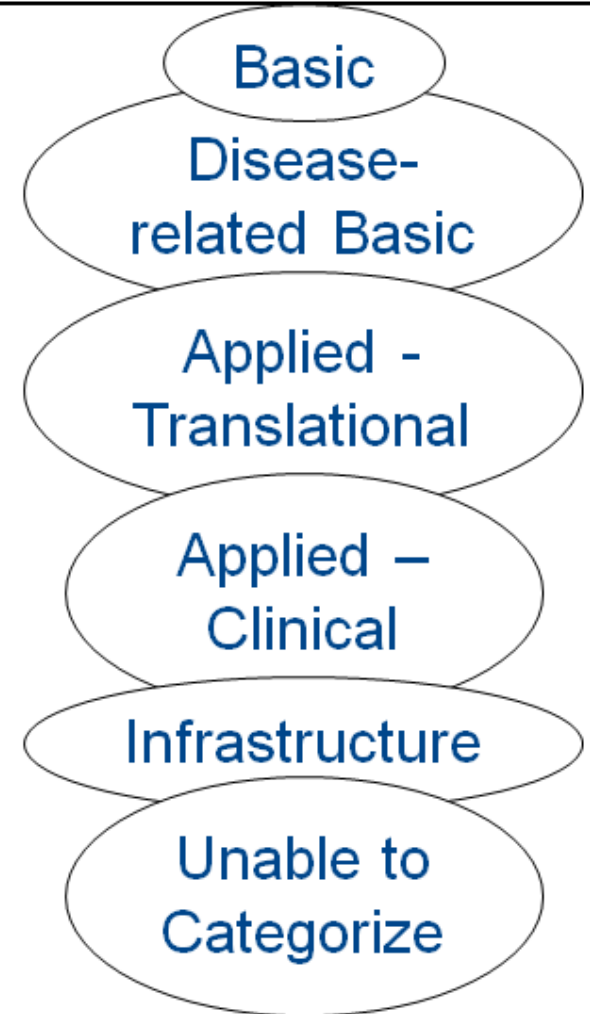 Basic
Disease-
related Basic
Applied -
Translational
Applied –
Clinical
Infrastructure
Unable to
Categorize